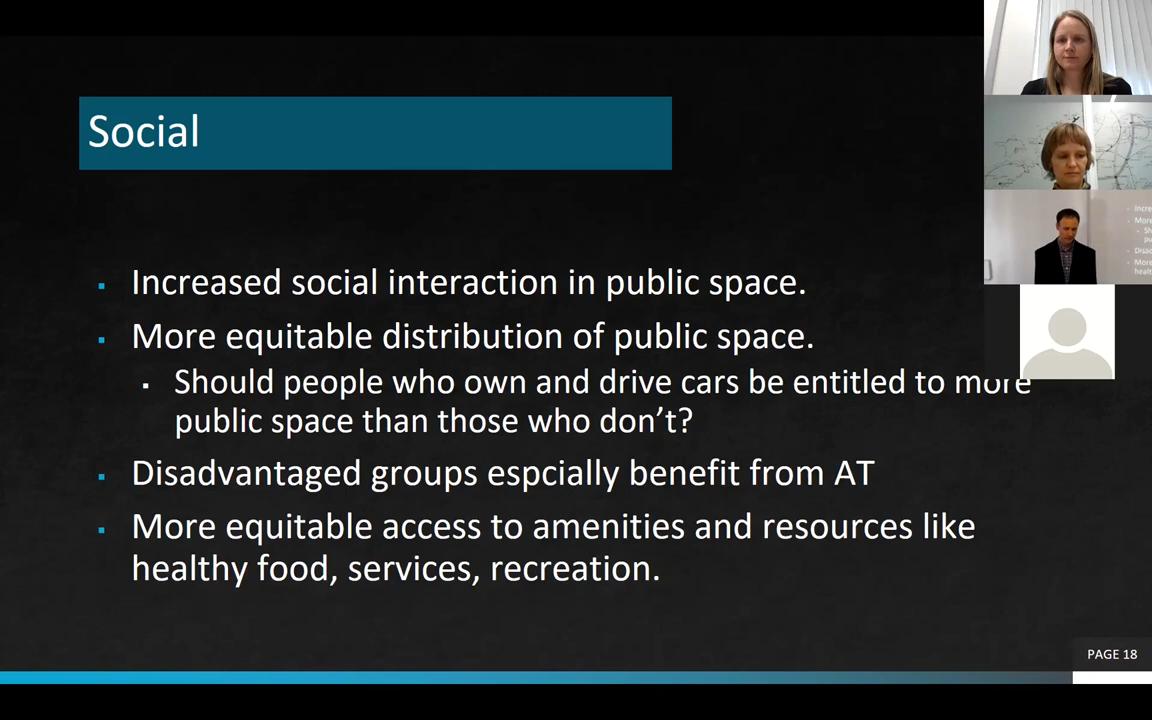 Social
Increased social interaction in public space.
More equitable distribution of public space.
Should people who own and drive cars be entitled to more
public space than those who don’t?
Disadvantaged groups espcially benefit from AT
More equitable access to amenities and resources like
healthy food, services, recreation.
PAGE 18